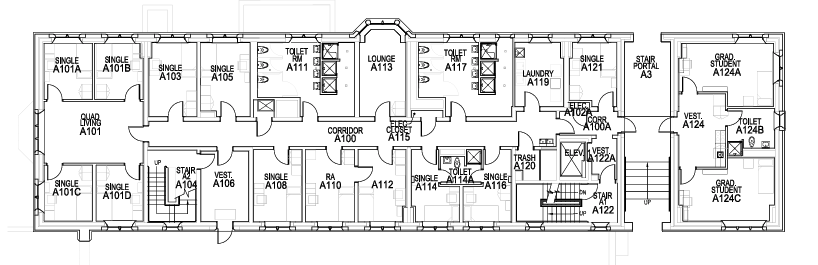 SINGLE
A101A
SINGLE
A101B
SINGLE
A103
SINGLE
A105
TOILET
RM
A111
LOUNGE
A113
TOILET
RM
A117
LAUNDRY
A119
SINGLE
A121
STAIR
PORTAL
A3
GRAD
STUDENT
A124A
QUAD
LIVING
A101
CORRIDOR
A100
ELEC
CLOSET
A115
ELEC
A102A
CORR
A100A
VEST.
A124
TOILET
A124B
UP
STAIR
A2
A104
VEST.
A106
SINGLE
A108
RA
A110
A112
SINGLE
A114
TOILET
A114A
SINGLE
A116
TRASH
A120
ELEV.
VEST.
A122A
SINGLE
A101C
SINGLE
A101D
DN
UP
STAIR
A1
A122
UP
GRAD
STUDENT
A124C